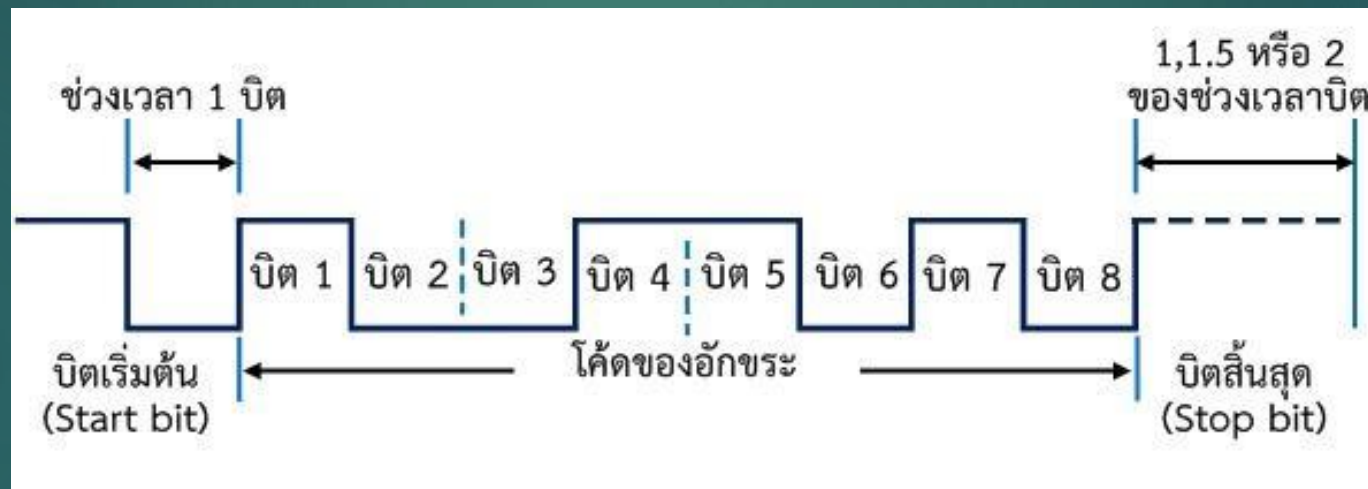 ช่วงเวลา 1 บิต
1,1.5 หรือ 2
ของช่วงเวลาบิต
บิต 1
บิต 2
บิต 3
บิต 4
บิต 5
บิต 6
บิต 7
บิต 8
บิตเริ่มต้น
(Start bit)
โค้ดของอักขระ
บิตสิ้นสุด
(Stop bit)